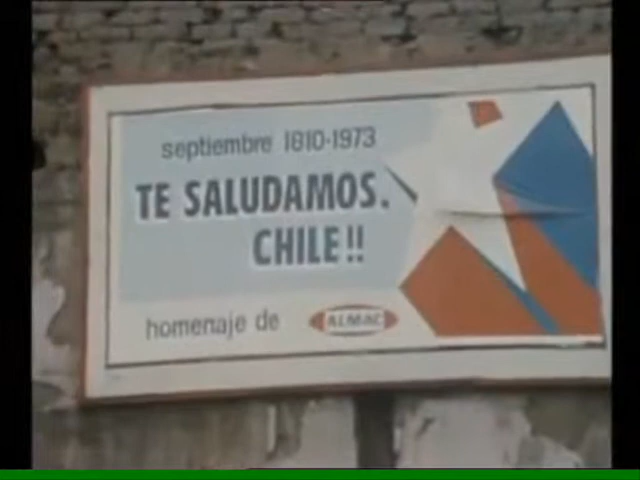 septiembre 1810-1973
TE SALUDAMOS.
CHILE!!
homenaje de ALMAC